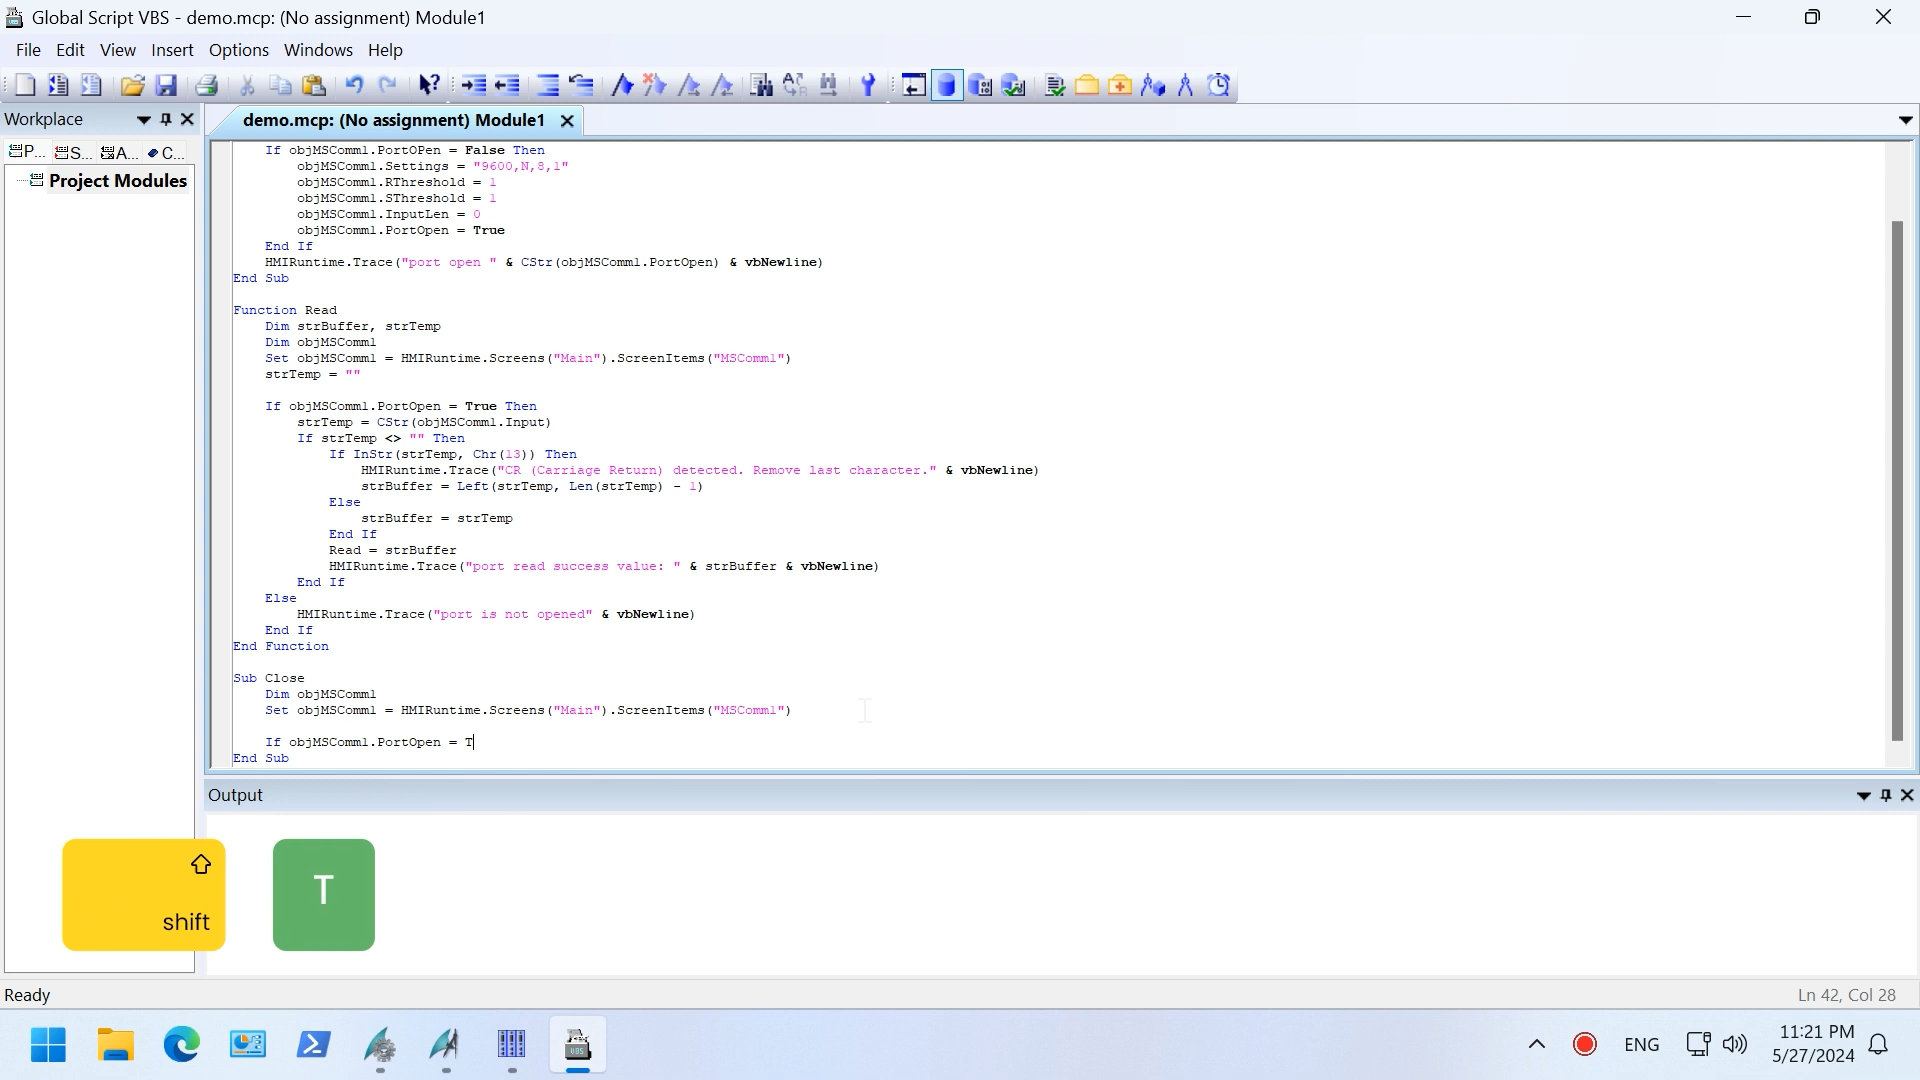 Global Script VBS - demo.mcp: (No assignment) Module1
File Edit View Insert Options Windows Help
Workplace
demo.mcp: (No assignment) Module1
P... S... A... C...
Project Modules
If objMSComm1.PortOPen = False Then
objMSComm1.Settings = "9600,N,8,1"
objMSComm1.RThreshold = 1
objMSComm1.SThreshold = 1
objMSComm1.InputLen = 0
objMSComm1.PortOpen = True
End If
HMIRuntime.Trace("port open " & CStr(objMSComm1.PortOpen) & vbNewline)
End Sub
Function Read
Dim strBuffer, strTemp
Dim objMSComm1
Set objMSComm1 = HMIRuntime.Screens("Main").ScreenItems("MSComm1")
strTemp = ""
If objMSComm1.PortOpen = True Then
strTemp = CStr(objMSComm1.Input)
If strTemp <> "" Then
If InStr(strTemp, Chr(13)) Then
HMIRuntime.Trace("CR (Carriage Return) detected. Remove last character." & vbNewline)
strBuffer = Left(strTemp, Len(strTemp) - 1)
Else
strBuffer = strTemp
End If
Read = strBuffer
HMIRuntime.Trace("port read success value: " & strBuffer & vbNewline)
End If
Else
HMIRuntime.Trace("port is not opened" & vbNewline)
End If
End Function
Sub Close
Dim objMSComm1
Set objMSComm1 = HMIRuntime.Screens("Main").ScreenItems("MSComm1")
If objMSComm1.PortOpen = T
End Sub
Output
shift
T
Ready
Ln 42, Col 28
ENG
11:21 PM
5/27/2024